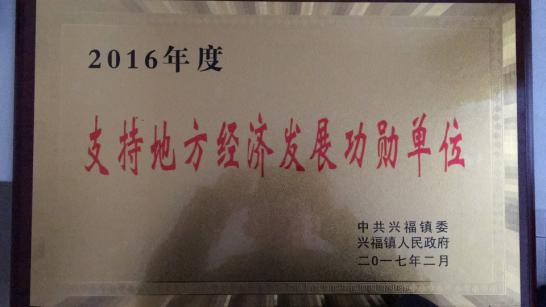 2016年度
支持地方经济发展功勋单位
中共兴福镇委
兴福镇人民政府
二0一七年二月